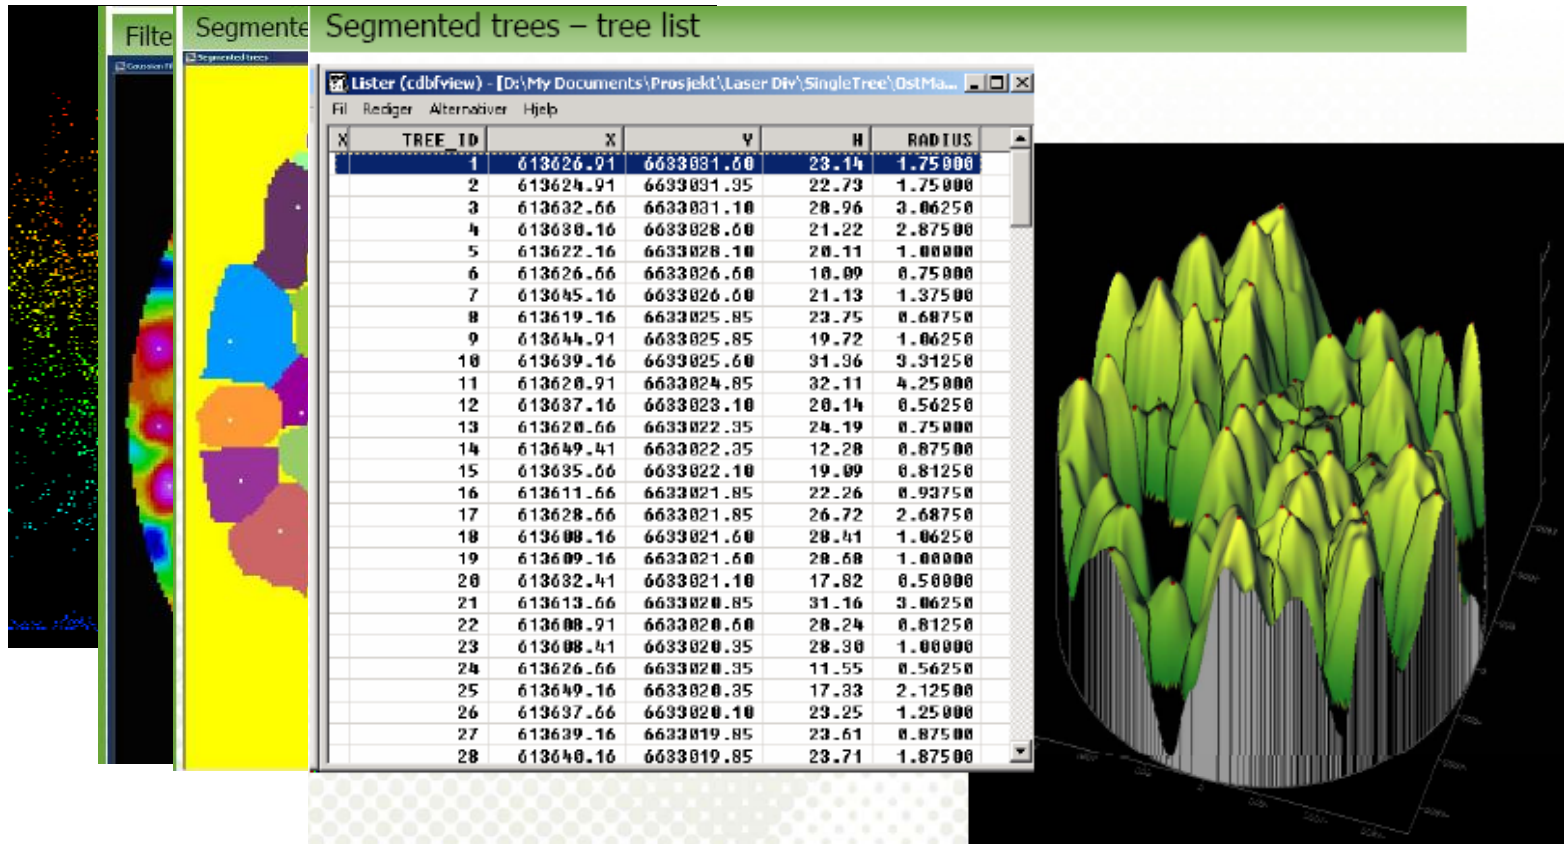 Filte
Segmente
Segmented trees – tree list
Gaussian Fi
Segmented trees
Lister (cdbfview) - [D:\My Documents\Prosjekt\Laser Div\SingleTree\OstMa...
Fil Rediger Alternativer Hjelp
X TREE_ID X Y H RADIUS
1 613626.91 6633031.60 23.14 1.75000
2 613624.91 6633031.35 22.73 1.75000
3 613632.66 6633031.10 28.96 3.06250
4 613630.16 6633028.60 21.22 2.87500
5 613622.16 6633028.10 20.11 1.00000
6 613626.66 6633026.60 10.09 0.75000
7 613645.16 6633026.60 21.13 1.37500
8 613619.16 6633025.85 23.75 0.68750
9 613644.91 6633025.85 19.72 1.06250
10 613639.16 6633025.60 31.36 3.31250
11 613620.91 6633024.85 32.11 4.25000
12 613637.16 6633023.10 20.14 0.56250
13 613620.66 6633022.35 24.19 0.75000
14 613649.41 6633022.35 12.28 0.87500
15 613635.66 6633022.10 19.09 0.81250
16 613611.66 6633021.85 22.26 0.93750
17 613628.66 6633021.85 26.72 2.68750
18 613608.16 6633021.60 28.41 1.06250
19 613609.16 6633021.60 28.68 1.00000
20 613632.41 6633021.10 17.82 0.50000
21 613613.66 6633020.85 31.16 3.06250
22 613608.91 6633020.60 28.24 0.81250
23 613608.41 6633020.35 28.30 1.00000
24 613626.66 6633020.35 11.55 0.56250
25 613649.16 6633020.35 17.33 2.12500
26 613637.66 6633020.10 23.25 1.25000
27 613639.16 6633019.85 23.61 0.87500
28 613640.16 6633019.85 23.71 1.87500